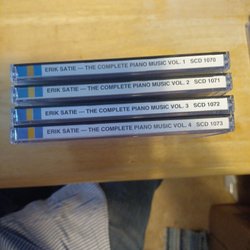 ERIK SATIE — THE COMPLETE PIANO MUSIC VOL. 1 SCD 1070
ERIK SATIE — THE COMPLETE PIANO MUSIC VOL. 2 SCD 1071
ERIK SATIE — THE COMPLETE PIANO MUSIC VOL. 3 SCD 1072
ERIK SATIE — THE COMPLETE PIANO MUSIC VOL. 4 SCD 1073